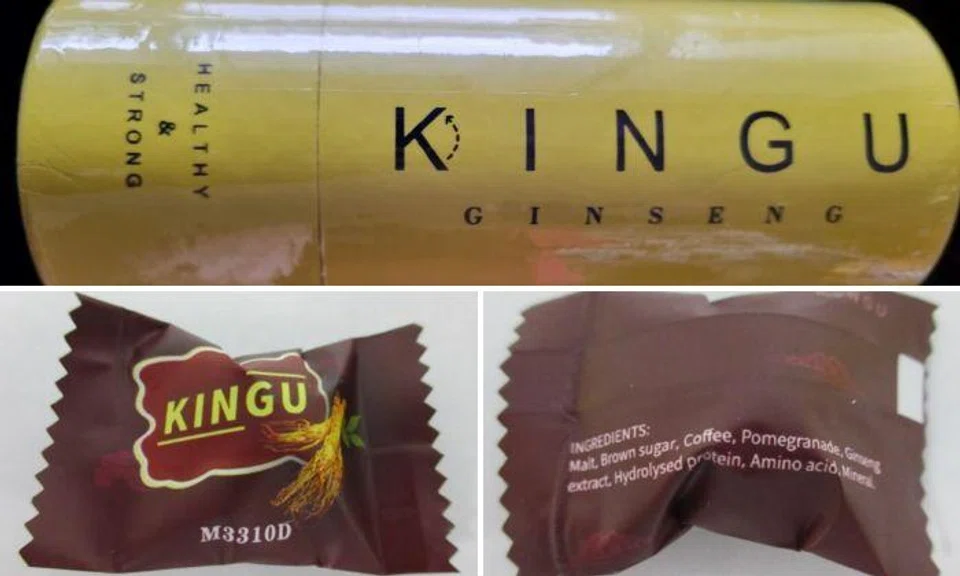 HEALTHY
&
STRONG
KINGU
GINSENG
KINGU
M3310D
INGREDIENTS:
Malt, Brown sugar, Coffee, Pomegranade, Ginseng
extract, Hydrolysed protein, Amino acid, Mineral.